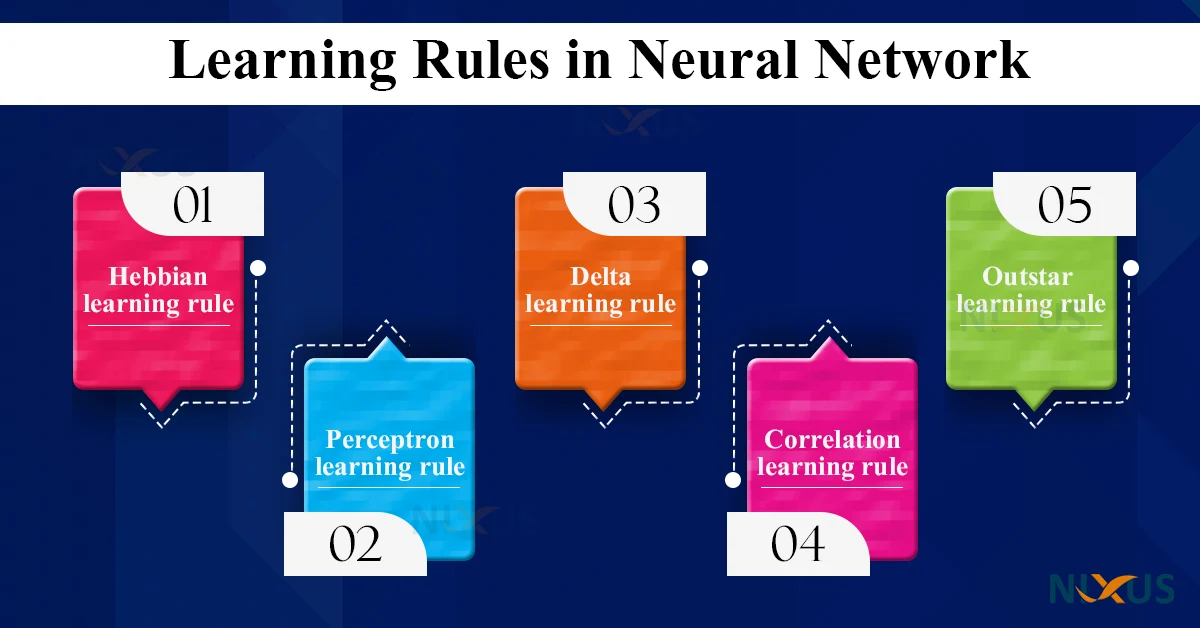 Learning Rules in Neural Network
01
Hebbian
learning rule
02
Perceptron
learning rule
03
Delta
learning rule
04
Correlation
learning rule
05
Outstar
learning rule
NIXUS